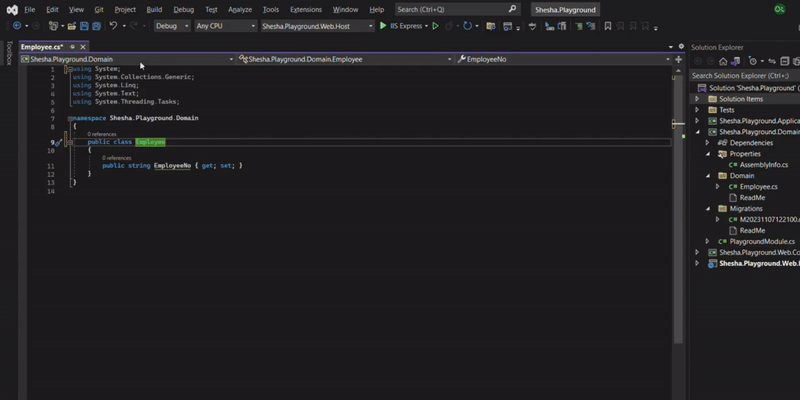 File Edit View Git Project Build Debug Test Analyze Tools Extensions Window Help Search (Ctrl+Q) Shesha.Playground
Debug Any CPU Shesha.Playground.Web.Host IIS Express
Toolbox
Employee.cs*
Shesha.Playground.Domain Shesha.Playground.Domain.Employee EmployeeNo
1 using System;
2 using System.Collections.Generic;
3 using System.Linq;
4 using System.Text;
5 using System.Threading.Tasks;
6
7 namespace Shesha.Playground.Domain
8 {
0 references
9 public class Employee
10 {
0 references
11 public string EmployeeNo { get; set; }
12 }
13 }
14
Solution Explorer
Search Solution Explorer (Ctrl+;)
Solution 'Shesha.Playground'
Solution Items
Tests
Shesha.Playground.Applica
Shesha.Playground.Domain
Dependencies
Properties
AssemblyInfo.cs
Domain
Employee.cs
ReadMe
Migrations
M20231107122100.c
ReadMe
PlaygroundModule.cs
Shesha.Playground.Web.Co
Shesha.Playground.Web.